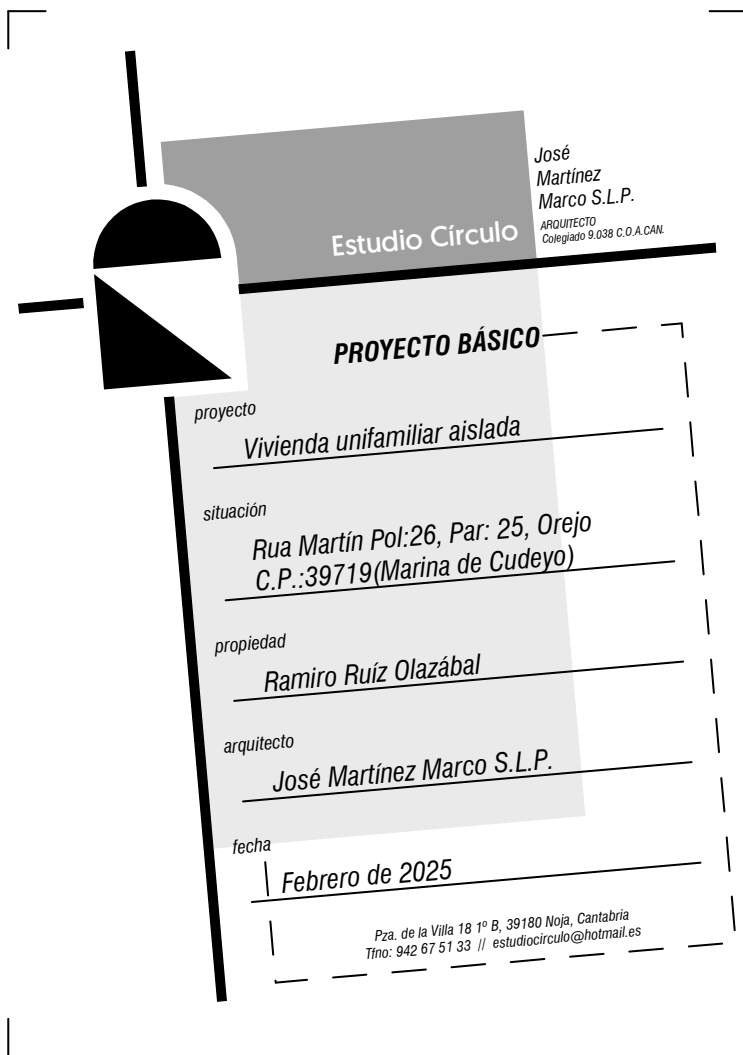 José
Martínez
Marco S.L.P.
ARQUITECTO
Colegiado 9.038 C.O.A.CAN.
Estudio Círculo
PROYECTO BÁSICO
proyecto
Vivienda unifamiliar aislada
situación
Rua Martín Pol:26, Par: 25, Orejo
C.P.:39719(Marina de Cudeyo)
propiedad
Ramiro Ruíz Olazábal
arquitecto
José Martínez Marco S.L.P.
fecha
Febrero de 2025
Pza. de la Villa 18 1º B, 39180 Noja, Cantabria
Tfno: 942 67 51 33 // estudiocirculo@hotmail.es